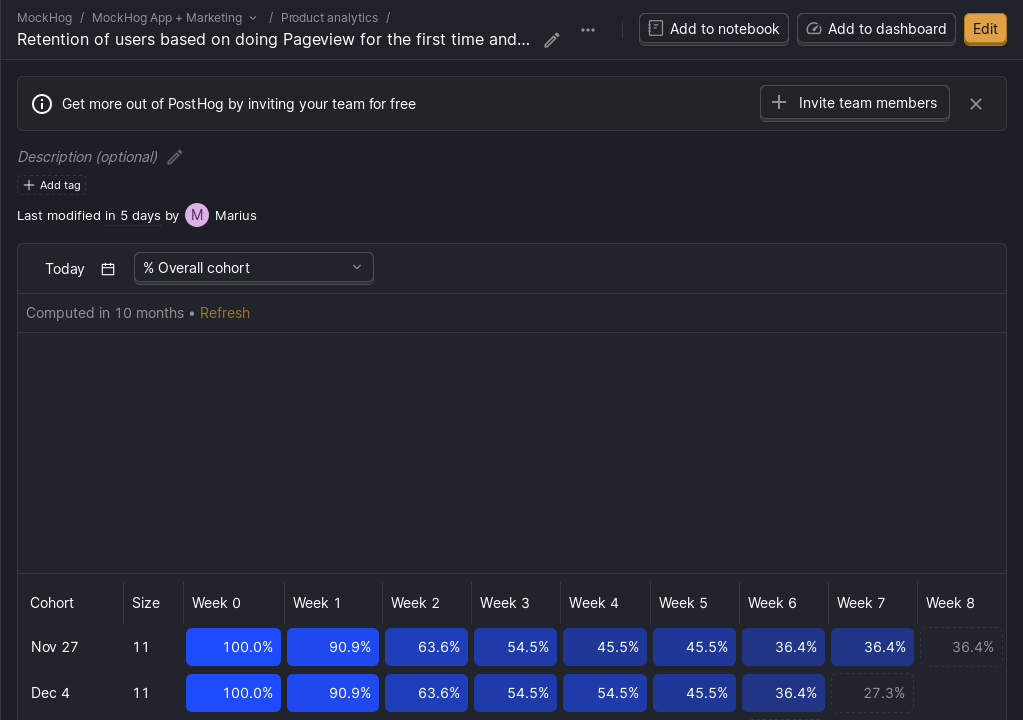 MockHog / MockHog App + Marketing / Product analytics /
Retention of users based on doing Pageview for the first time and...
Add to notebook
Add to dashboard
Edit
Get more out of PostHog by inviting your team for free
Invite team members
Description (optional)
Add tag
Last modified in 5 days by M Marius
Today
% Overall cohort
Computed in 10 months • Refresh
Cohort Size Week 0 Week 1 Week 2 Week 3 Week 4 Week 5 Week 6 Week 7 Week 8
Nov 27 11 100.0% 90.9% 63.6% 54.5% 45.5% 45.5% 36.4% 36.4% 36.4%
Dec 4 11 100.0% 90.9% 63.6% 54.5% 54.5% 45.5% 36.4% 27.3%